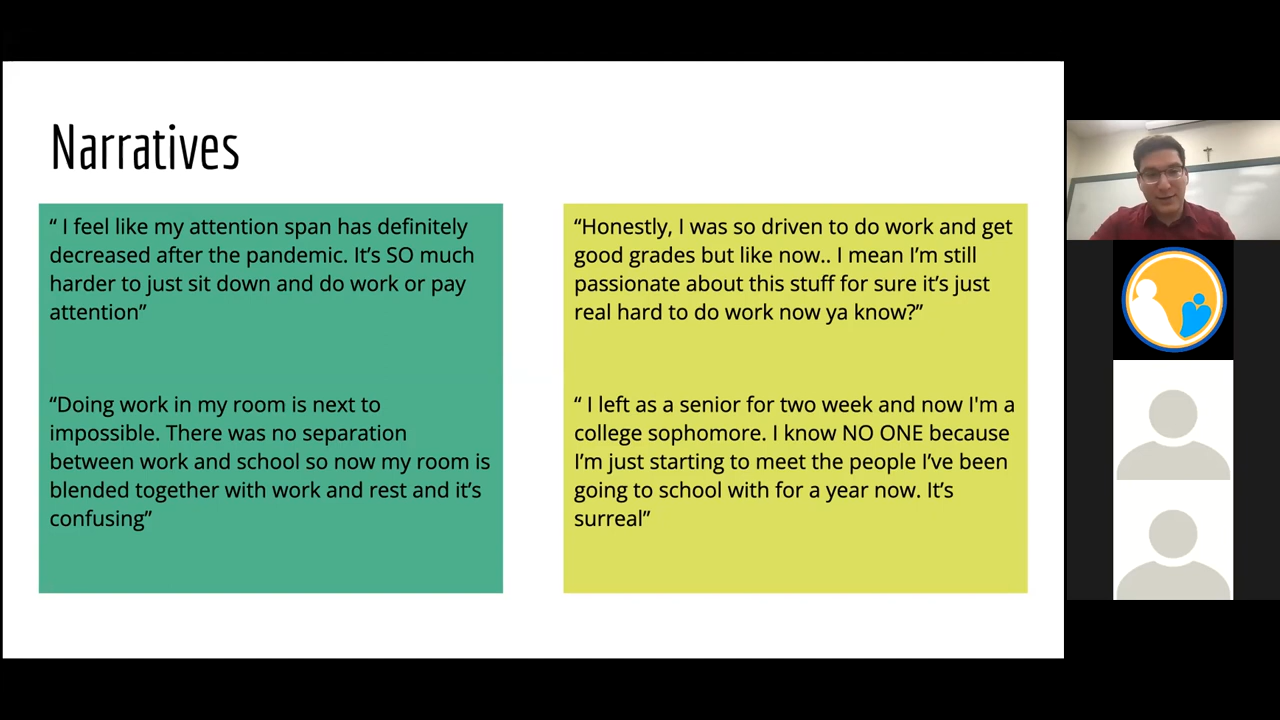 Narratives
“ I feel like my attention span has definitely
decreased after the pandemic. It’s SO much
harder to just sit down and do work or pay
attention”
“Doing work in my room is next to
impossible. There was no separation
between work and school so now my room is
blended together with work and rest and it’s
confusing”
“Honestly, I was so driven to do work and get
good grades but like now.. I mean I’m still
passionate about this stuff for sure it’s just
real hard to do work now ya know?”
“ I left as a senior for two week and now I'm a
college sophomore. I know NO ONE because
I’m just starting to meet the people I’ve been
going to school with for a year now. It’s
surreal”